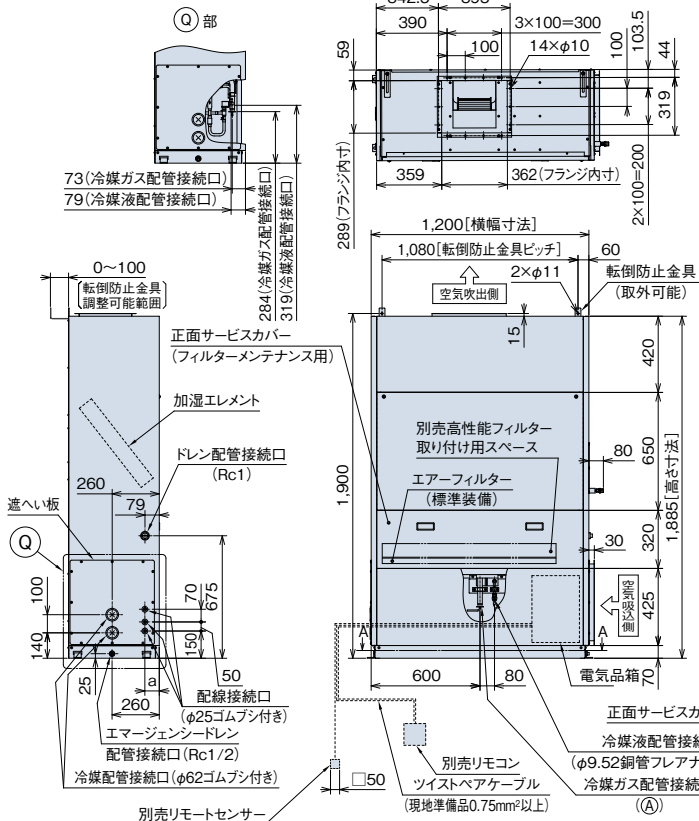 Q 部
390
3×100=300
100
14×φ10
59
103.5
100
44
319
2×100=200
359
362(フランジ内寸)
289(フランジ内寸)
73(冷媒ガス配管接続口)
79(冷媒液配管接続口)
284(冷媒ガス配管接続口)
319(冷媒液配管接続口)
1,200[横幅寸法]
1,080[転倒防止金具ピッチ]
60
2×φ11
転倒防止金具
(取外可能)
空気吹出側
15
0〜100
転倒防止金具
調整可能範囲
正面サービスカバー
(フィルターメンテナンス用)
加湿エレメント
別売高性能フィルター
取り付け用スペース
エアーフィルター
(標準装備)
ドレン配管接続口
(Rc1)
260
79
遮へい板
Q
1,900
420
650
80
1,885[高さ寸法]
320
30
425
空気吸込側
70
675
70
150
50
100
140
25
a
260
A
A
600
80
電気品箱
配線接続口
(φ25ゴムブシ付き)
エマージェンシードレン
配管接続口(Rc1/2)
冷媒配管接続口(φ62ゴムブシ付き)
□50
別売リモートセンサー
別売リモコン
ツイストペアケーブル
(現地準備品0.75mm²以上)
正面サービスカ
冷媒液配管接続
(φ9.52銅管フレアナ
冷媒ガス配管接続
(A)